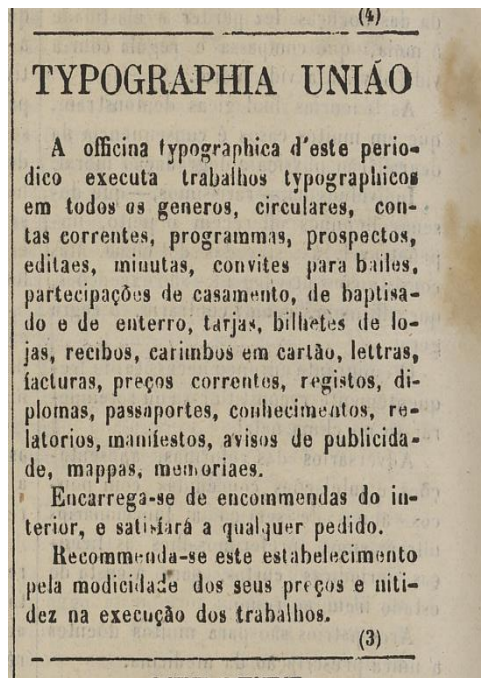 (4)
TYPOGRAPHIA UNIÃO
A officina typographica d'este perio-
dico executa trabalhos typographicos
em todos os generos, circulares, con-
tas correntes, programmas, prospectos,
editaes, minutas, convites para bailes,
partecipações de casamento, de baptisa-
do e de enterro, tarjas, bilhetes de lo-
jas, recibos, carimbos em cartão, lettras,
facturas, preços correntes, registos, di-
plomas, passaportes, conhecimentos, re-
latorios, manifestos, avisos de publicida-
de, mappas, memoriaes.
Encarrega-se de encommendas do in-
terior, e satisfará a qualquer pedido.
Recommenda-se este estabelecimento
pela modicidade dos seus preços e niti-
dez na execução dos trabalhos.
(3)